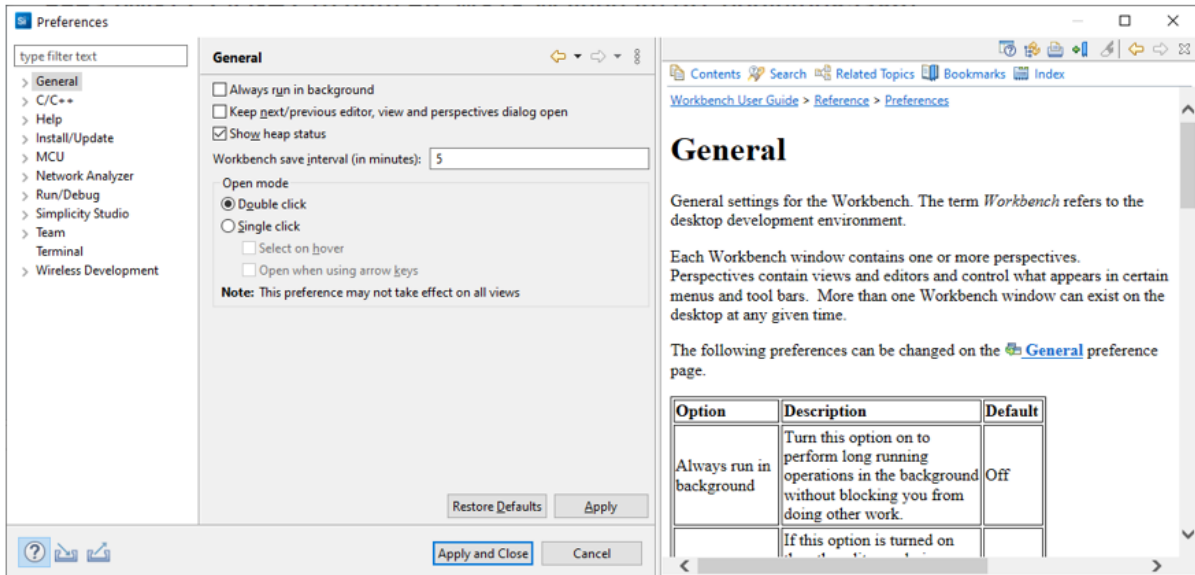 Si Preferences
type filter text
General
C/C++
Help
Install/Update
MCU
Network Analyzer
Run/Debug
Simplicity Studio
Team
Terminal
Wireless Development
General
Always run in background
Keep next/previous editor, view and perspectives dialog open
Show heap status
Workbench save interval (in minutes): 5
Open mode
Double click
Single click
Select on hover
Open when using arrow keys
Note: This preference may not take effect on all views
Restore Defaults Apply
? Apply and Close Cancel
Contents Search Related Topics Bookmarks Index
Workbench User Guide > Reference > Preferences
General
General settings for the Workbench. The term Workbench refers to the
desktop development environment.
Each Workbench window contains one or more perspectives.
Perspectives contain views and editors and control what appears in certain
menus and tool bars.  More than one Workbench window can exist on the
desktop at any given time.
The following preferences can be changed on the General preference
page.
Option Description Default
Always run in background Turn this option on to
perform long running
operations in the background
without blocking you from
doing other work. Off
If this option is turned on